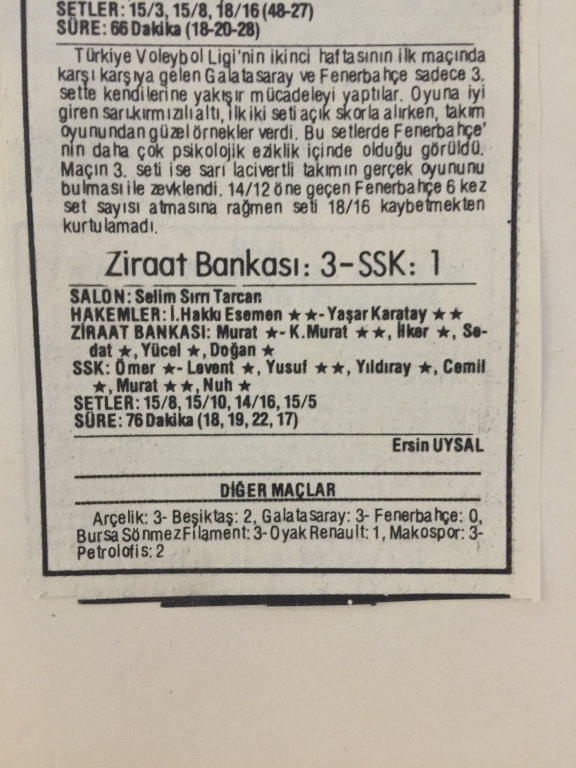 SETLER: 15/3, 15/8, 18/16 (48-27)
SÜRE: 66 Dakika (18-20-28)
Türkiye Voleybol Ligi'nin ikinci haftasının ilk maçında
karşı karşıya gelen Galatasaray ve Fenerbahçe sadece 3.
sette kendilerine yakışır mücadeleyi yaptılar. Oyuna iyi
giren sarıkırmızılı altı, ilk iki seti açık skorla alırken, takım
oyunundan güzel örnekler verdi. Bu setlerde Fenerbahçe'
nin daha çok psikolojik eziklik içinde olduğu görüldü.
Maçın 3. seti ise sarı lacivertli takımın gerçek oyununu
bulması ile zevklendi. 14/12 öne geçen Fenerbahçe 6 kez
set sayısı atmasına rağmen seti 18/16 kaybetmekten
kurtulamadı.
Ziraat Bankası: 3-SSK: 1
SALON: Selim Sırrı Tarcan
HAKEMLER: İ.Hakkı Esemen ★★- Yaşar Karatay ★★
ZİRAAT BANKASI: Murat ★- K.Murat ★★, İlker ★, Se-
dat ★, Yücel ★, Doğan ★
SSK: Ömer ★- Levent ★, Yusuf ★★, Yıldıray ★, Cemil
★, Murat ★★, Nuh ★
SETLER: 15/8, 15/10, 14/16, 15/5
SÜRE: 76 Dakika (18, 19, 22, 17)
Ersin UYSAL
DİĞER MAÇLAR
Arçelik: 3- Beşiktaş: 2, Galatasaray: 3- Fenerbahçe: 0,
Bursa Sönmez Filament: 3- Oyak Renault: 1, Makospor: 3-
Petrolofis: 2